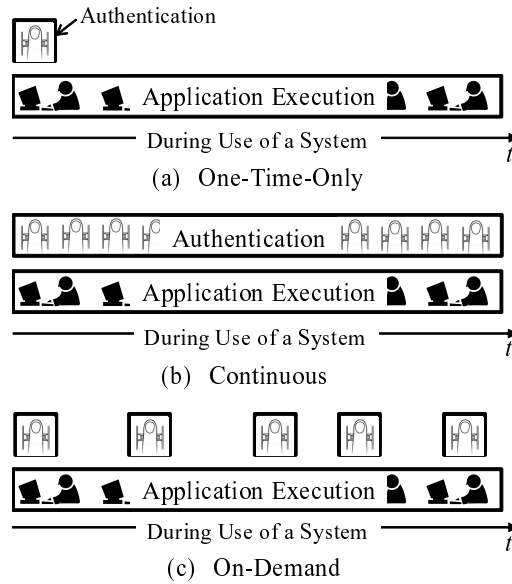 Authentication
Application Execution
During Use of a System
t
(a) One-Time-Only
Authentication
Application Execution
During Use of a System
t
(b) Continuous
Application Execution
During Use of a System
t
(c) On-Demand